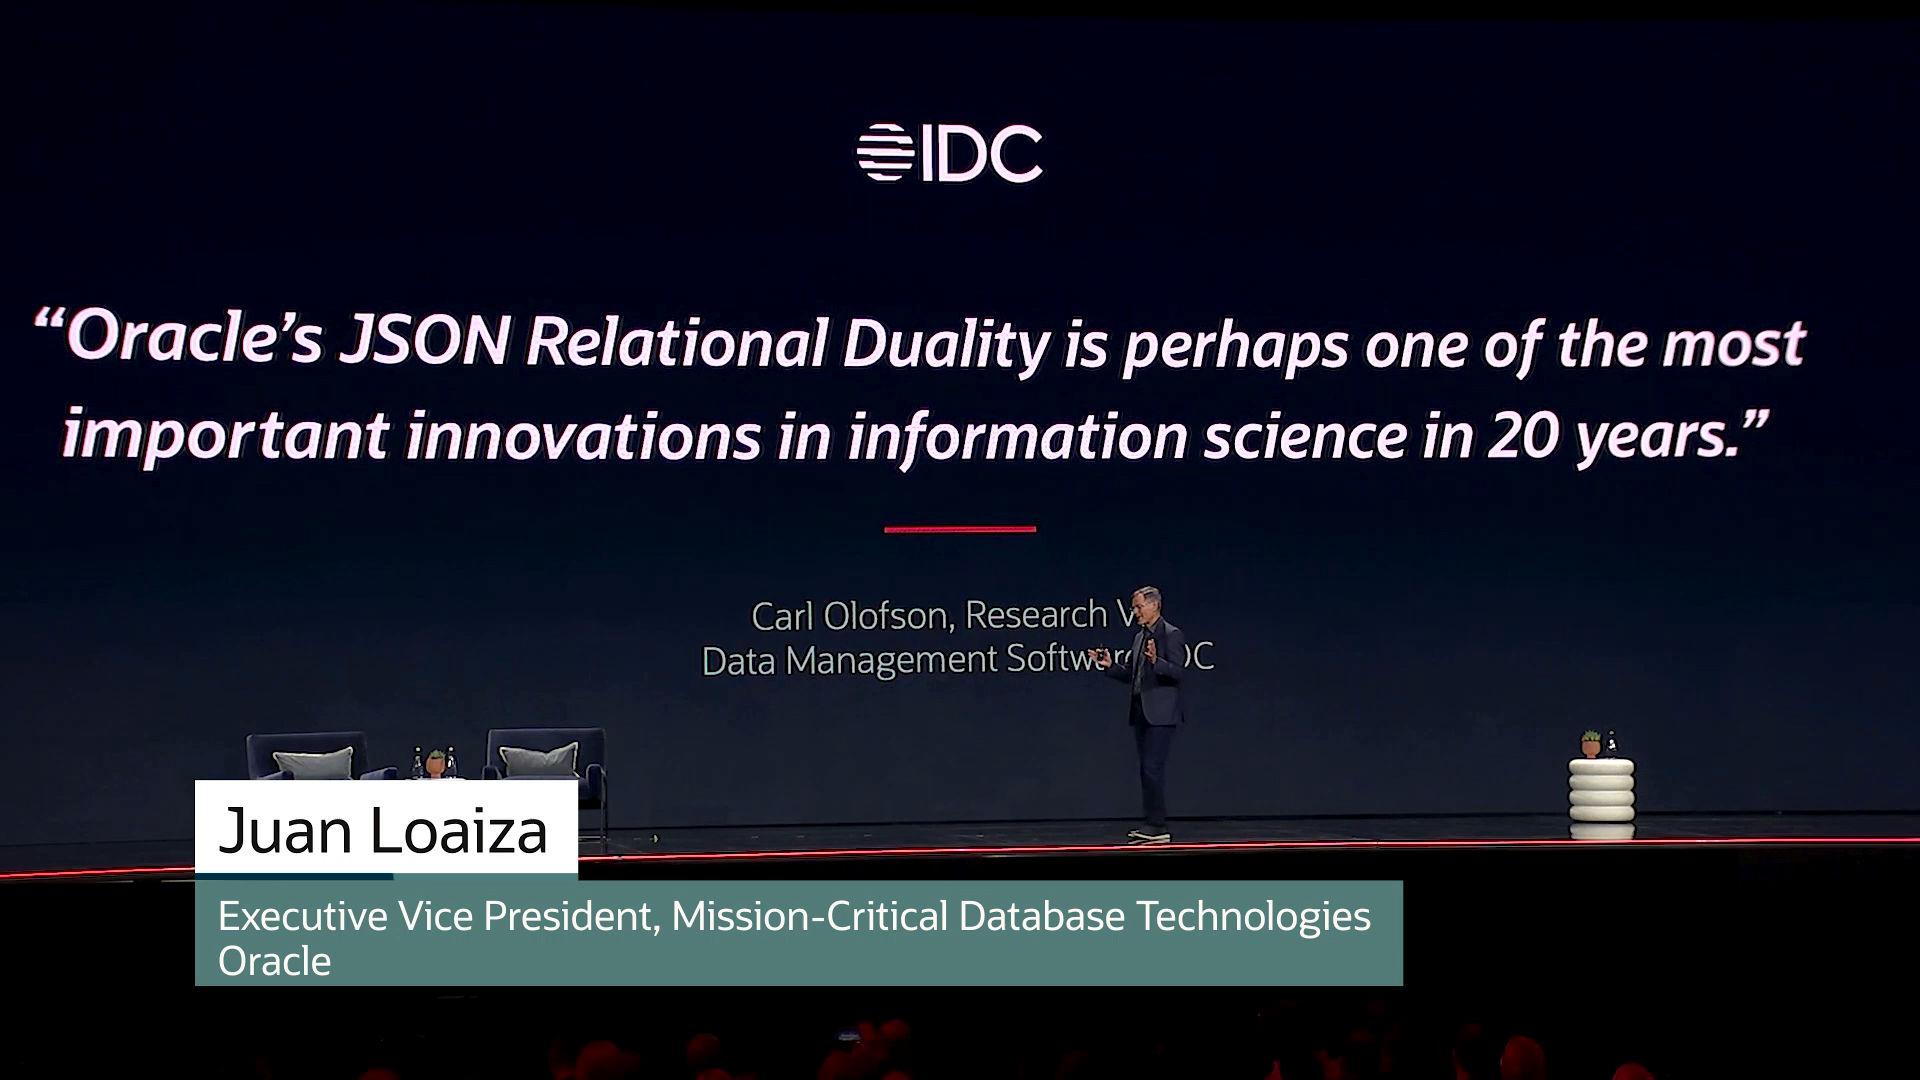 IDC
“Oracle’s JSON Relational Duality is perhaps one of the most
important innovations in information science in 20 years.”
Carl Olofson, Research
Data Management Software
Juan Loaiza
Executive Vice President, Mission-Critical Database Technologies
Oracle